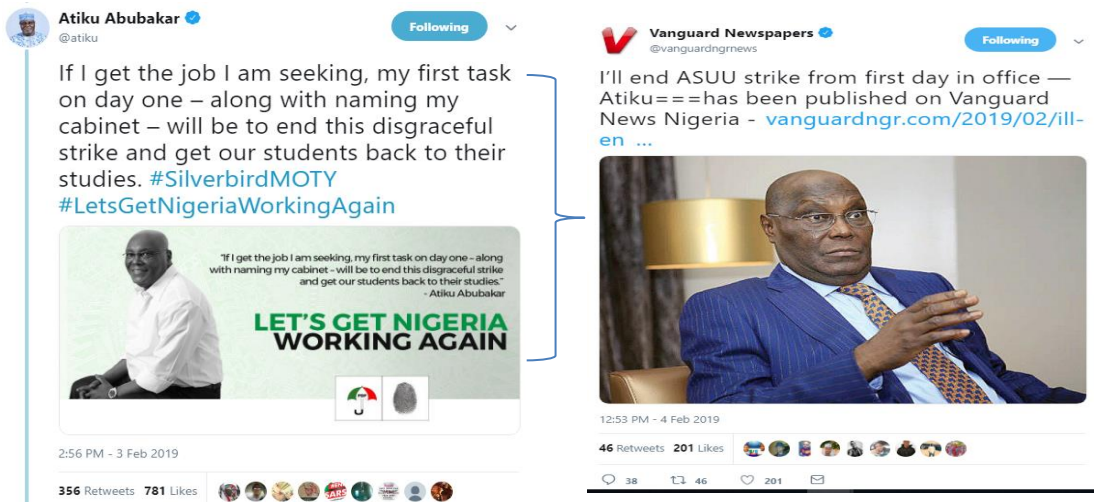 Atiku Abubakar
@atiku
Following
If I get the job I am seeking, my first task
on day one – along with naming my
cabinet – will be to end this disgraceful
strike and get our students back to their
studies. #SilverbirdMOTY
#LetsGetNigeriaWorkingAgain
"If I get the job I am seeking, my first task on day one – along
with naming my cabinet – will be to end this disgraceful strike
and get our students back to their studies."
- Atiku Abubakar
LET'S GET NIGERIA
WORKING AGAIN
PDP
2:56 PM - 3 Feb 2019
356 Retweets 781 Likes
Vanguard Newspapers
@vanguardngrnews
Following
I'll end ASUU strike from first day in office —
Atiku===has been published on Vanguard
News Nigeria - vanguardngr.com/2019/02/ill-
en ...
12:53 PM - 4 Feb 2019
46 Retweets 201 Likes
38 46 201